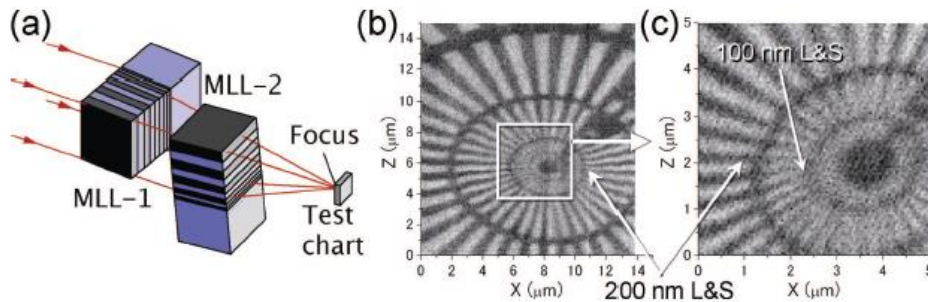 (a)
MLL-2
MLL-1
Focus
Test
chart
(b)
Z (μm)
14
12
10
8
6
4
2
0
0 2 4 6 8 10 12 14
X (μm)
200 nm L&S
(c)
100 nm L&S
Z (μm)
5
4
3
2
1
0
0 1 2 3 4 5
X (μm)